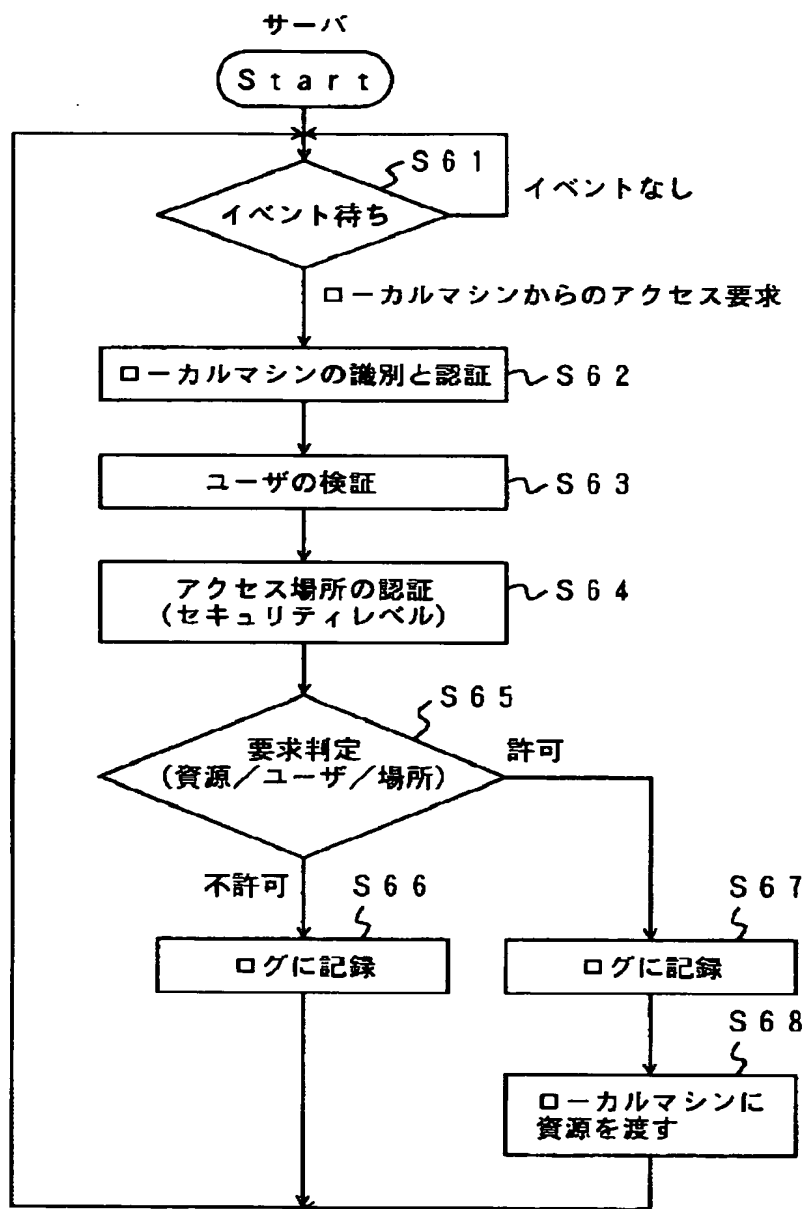 サーバ
Start
S61
イベント待ち
イベントなし
ローカルマシンからのアクセス要求
ローカルマシンの識別と認証
S62
ユーザの検証
S63
アクセス場所の認証
(セキュリティレベル)
S64
S65
要求判定
(資源/ユーザ/場所)
許可
不許可
S66
ログに記録
S67
ログに記録
S68
ローカルマシンに
資源を渡す